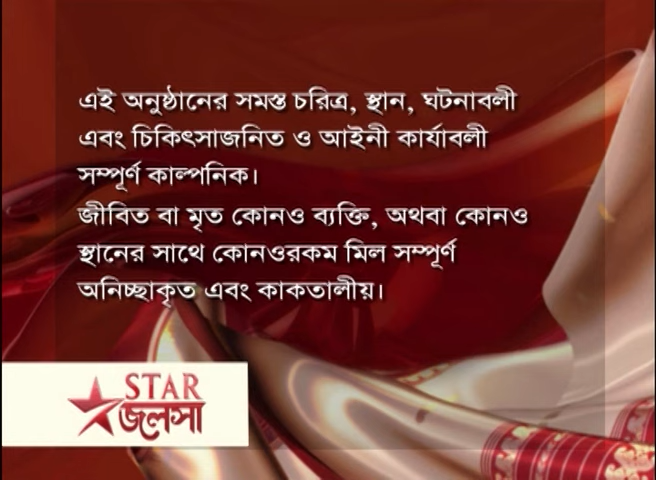 এই অনুষ্ঠানের সমস্ত চরিত্র, স্থান, ঘটনাবলী
এবং চিকিৎসাজনিত ও আইনী কার্যাবলী
সম্পূর্ণ কাল্পনিক।
জীবিত বা মৃত কোনও ব্যক্তি, অথবা কোনও
স্থানের সাথে কোনওরকম মিল সম্পূর্ণ
অনিচ্ছাকৃত এবং কাকতালীয়।
STAR
জলসা